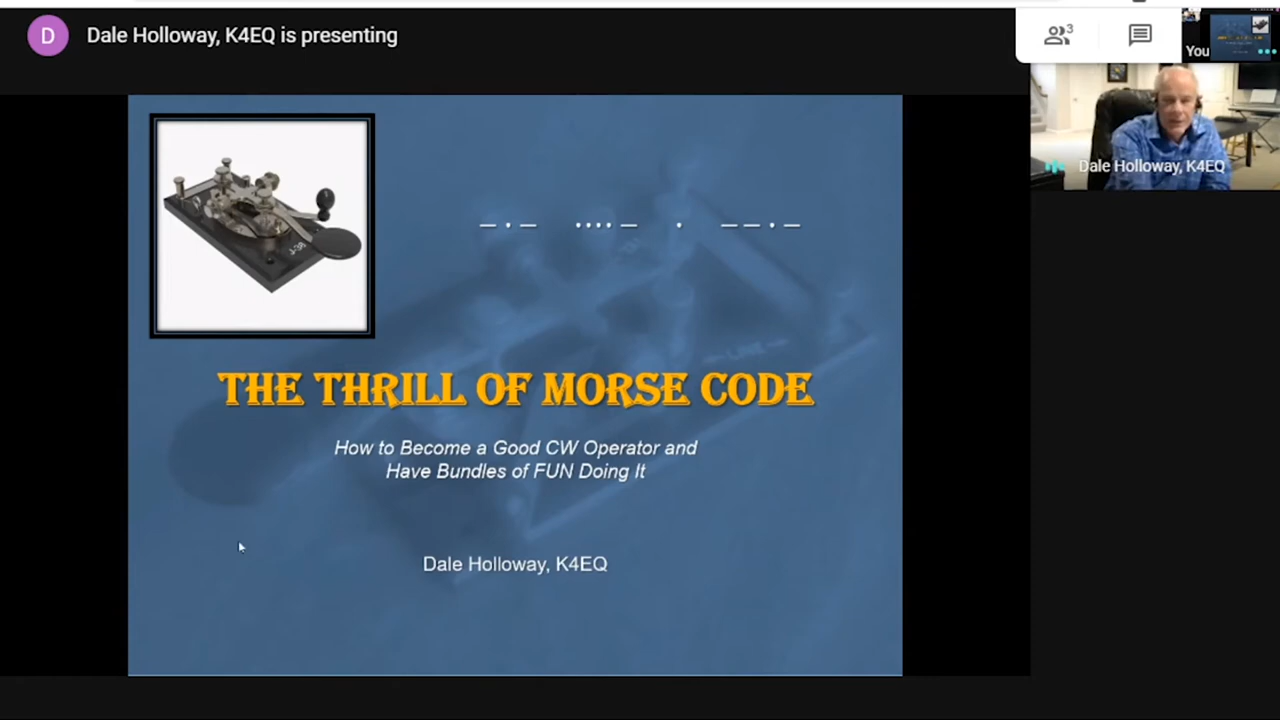 Dale Holloway, K4EQ is presenting
D
3
You
Dale Holloway, K4EQ
— · —   ···· —   ·   — — · —
J-38
THE THRILL OF MORSE CODE
How to Become a Good CW Operator and
Have Bundles of FUN Doing It
Dale Holloway, K4EQ